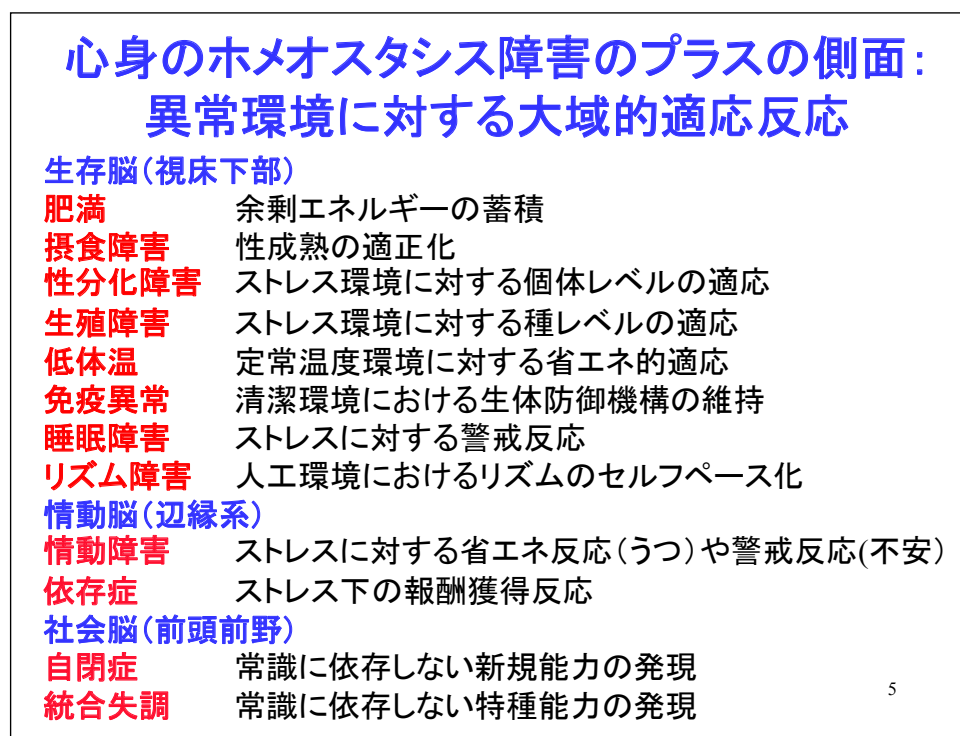 心身のホメオスタシス障害のプラスの側面：
異常環境に対する大域的適応反応
生存脳（視床下部）
肥満 余剰エネルギーの蓄積
摂食障害 性成熟の適正化
性分化障害 ストレス環境に対する個体レベルの適応
生殖障害 ストレス環境に対する種レベルの適応
低体温 定常温度環境に対する省エネ的適応
免疫異常 清潔環境における生体防御機構の維持
睡眠障害 ストレスに対する警戒反応
リズム障害 人工環境におけるリズムのセルフペース化
情動脳（辺縁系）
情動障害 ストレスに対する省エネ反応（うつ）や警戒反応(不安）
依存症 ストレス下の報酬獲得反応
社会脳（前頭前野）
自閉症 常識に依存しない新規能力の発現
統合失調 常識に依存しない特種能力の発現
5